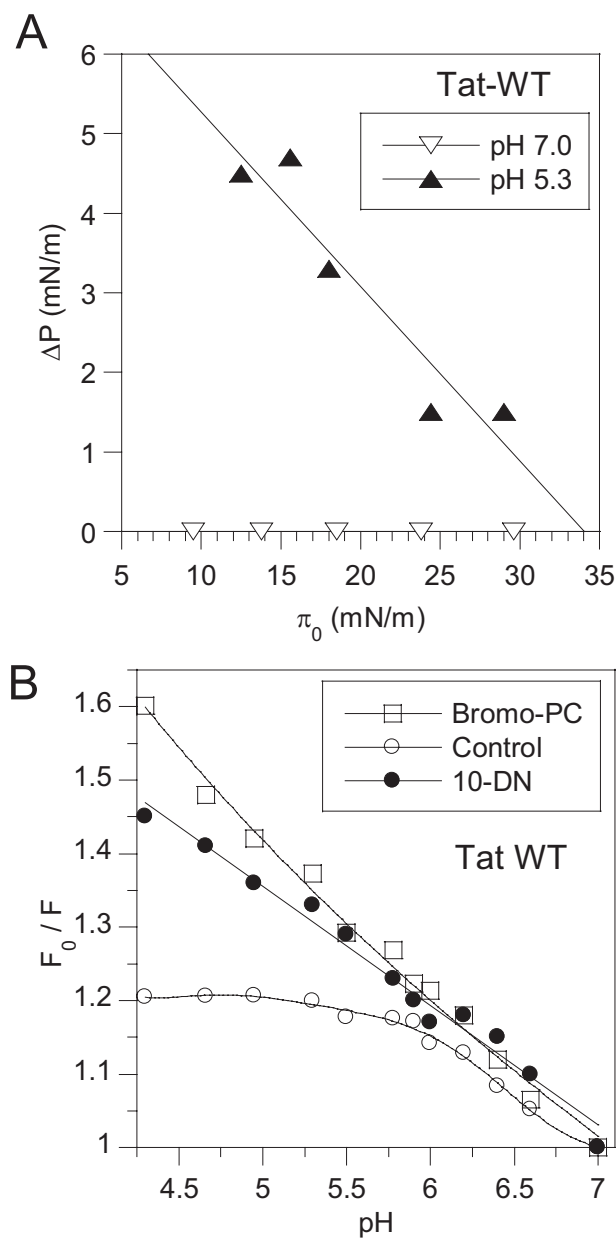 A
Tat-WT
pH 7.0
pH 5.3
6
5
4
3
2
1
0
ΔP (mN/m)
5 10 15 20 25 30 35
π₀ (mN/m)
B
Bromo-PC
Control
10-DN
Tat WT
1.6
1.5
1.4
1.3
1.2
1.1
1
F₀ / F
4.5 5 5.5 6 6.5 7
pH